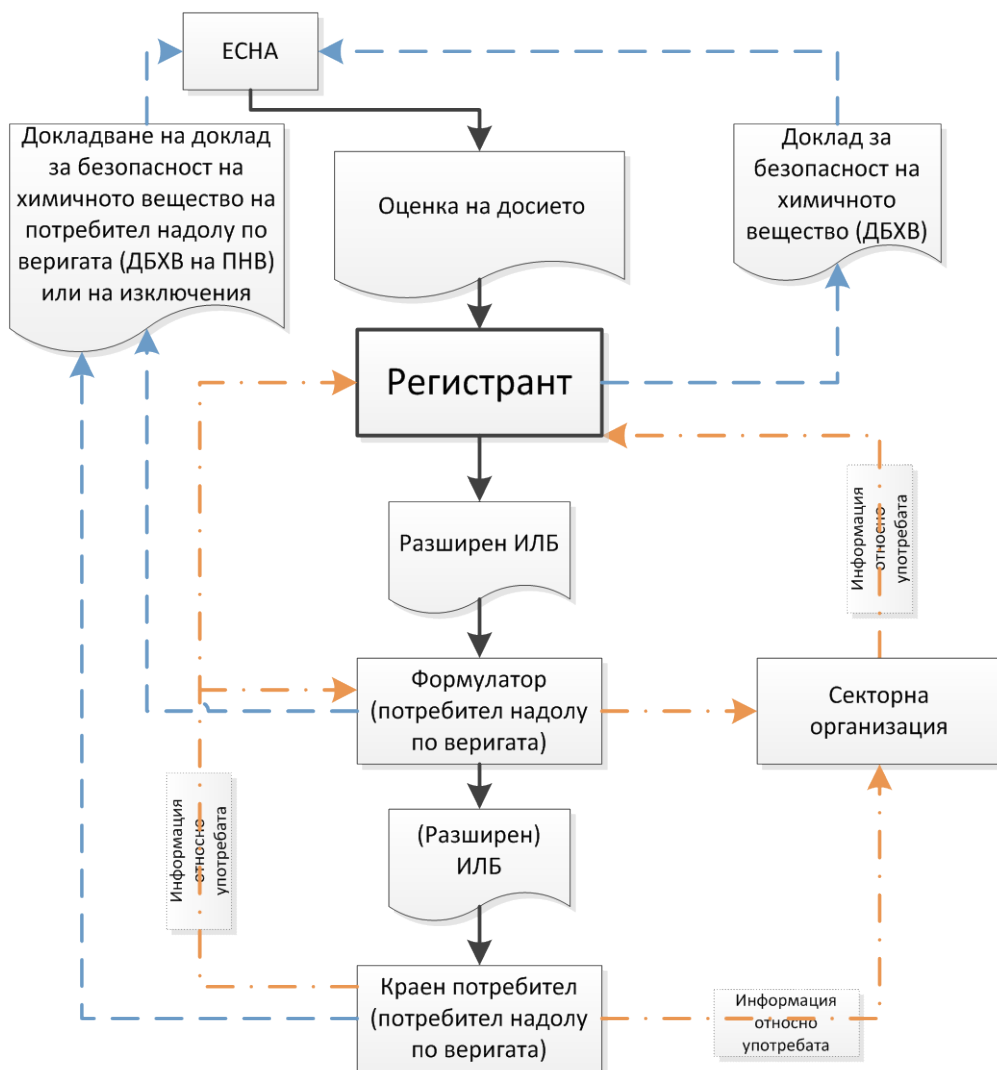 ECHA
Докладване на доклад
за безопасност на
химичното вещество на
потребител надолу по
веригата (ДБХВ на ПНВ)
или на изключения
Оценка на досието
Доклад за
безопасност на
химичното
вещество (ДБХВ)
Регистрант
Разширен ИЛБ
Информация
относно
употребата
Формулатор
(потребител надолу
по веригата)
Секторна
организация
Информация
относно
употребата
(Разширен)
ИЛБ
Краен потребител
(потребител надолу
по веригата)
Информация
относно
употребата